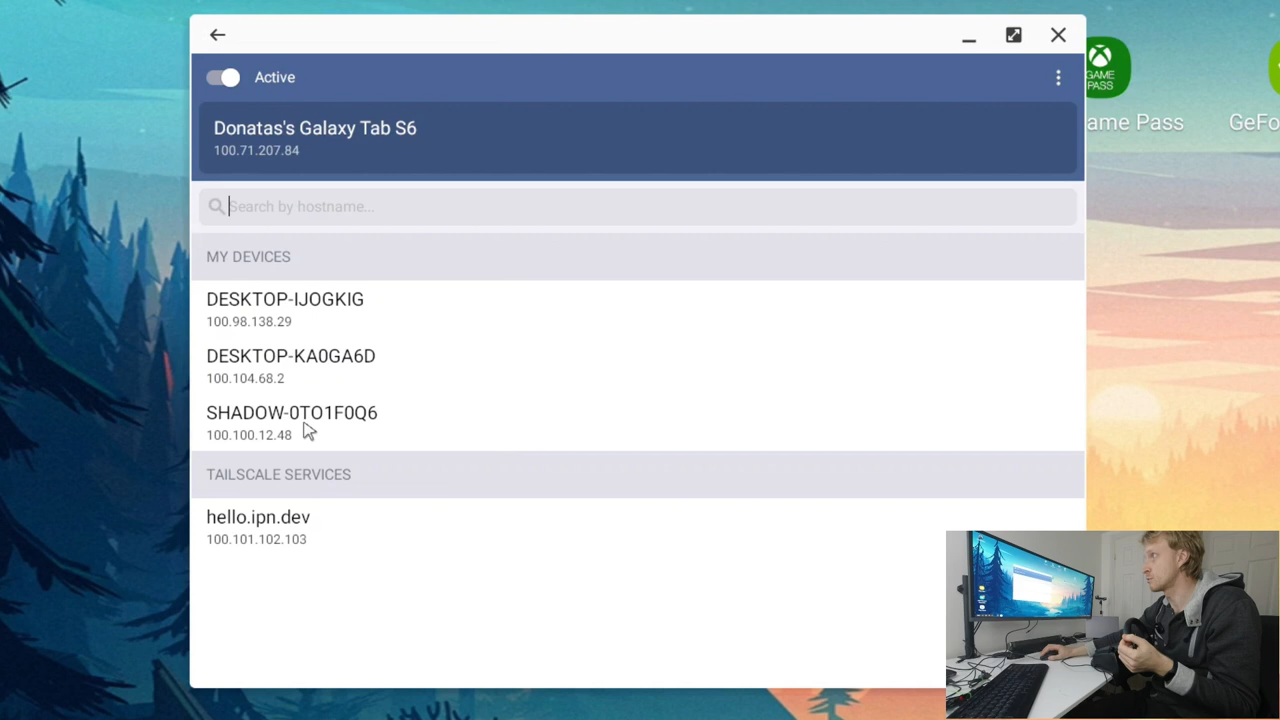 Active
Donatas's Galaxy Tab S6
100.71.207.84
Search by hostname...
MY DEVICES
DESKTOP-IJOGKIG
100.98.138.29
DESKTOP-KA0GA6D
100.104.68.2
SHADOW-0TO1F0Q6
100.100.12.48
TAILSCALE SERVICES
hello.ipn.dev
100.101.102.103
GAME
PASS
ame Pass
GeFo